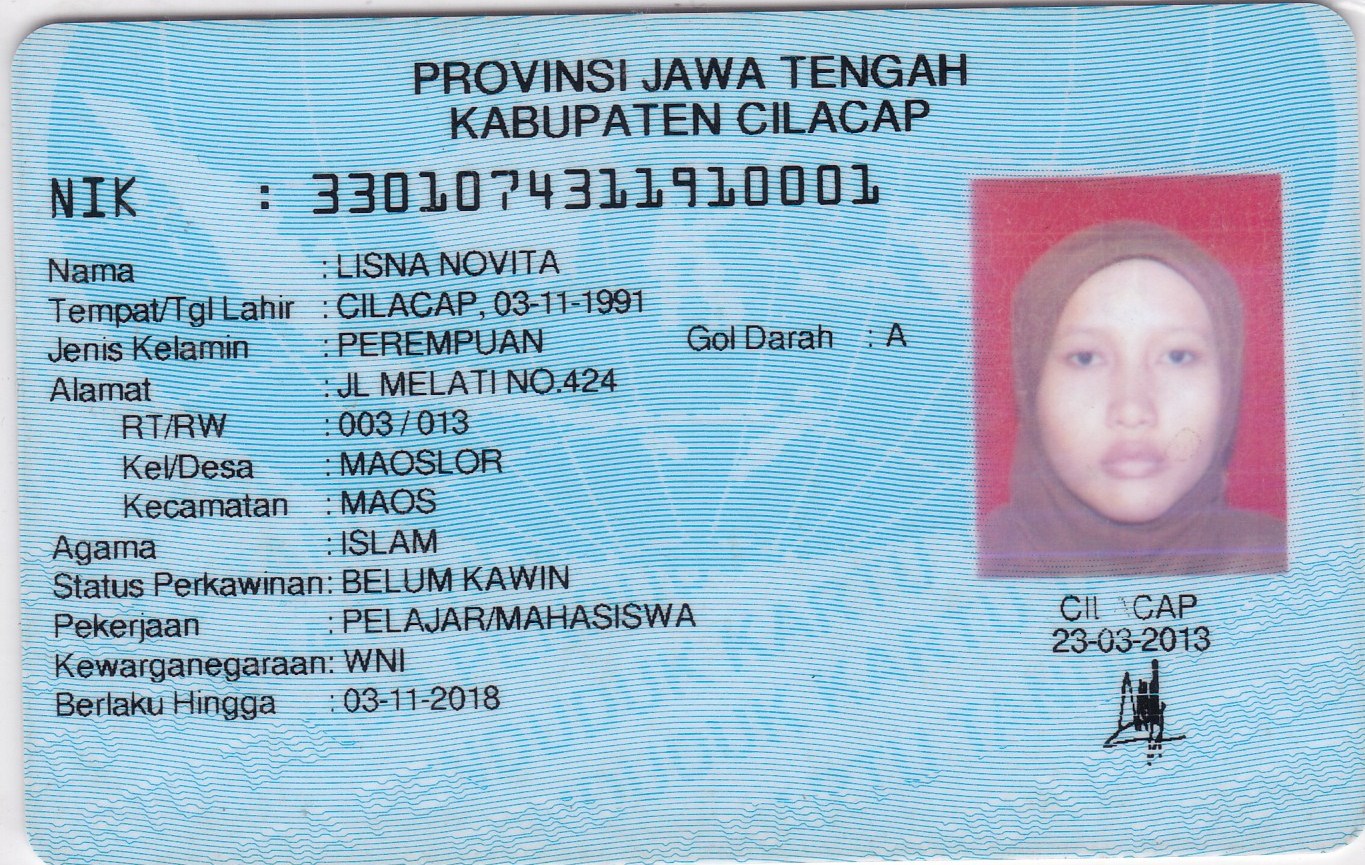 PROVINSI JAWA TENGAH
KABUPATEN CILACAP
NIK : 3301074311910001
Nama : LISNA NOVITA
Tempat/Tgl Lahir : CILACAP, 03-11-1991
Jenis Kelamin : PEREMPUAN Gol Darah : A
Alamat : JL MELATI NO.424
RT/RW : 003 / 013
Kel/Desa : MAOSLOR
Kecamatan : MAOS
Agama : ISLAM
Status Perkawinan: BELUM KAWIN
Pekerjaan : PELAJAR/MAHASISWA
Kewarganegaraan: WNI
Berlaku Hingga : 03-11-2018
CILACAP
23-03-2013